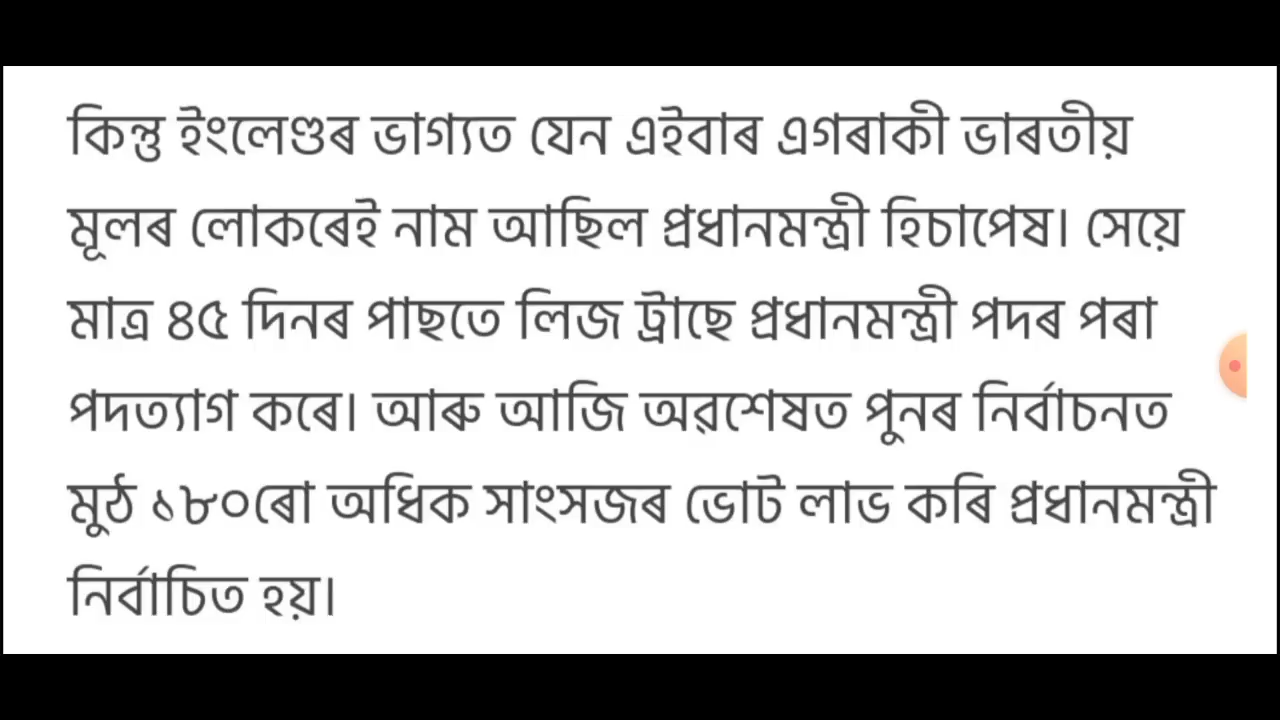 কিন্তু ইংলেণ্ডৰ ভাগ্যত যেন এইবাৰ এগৰাকী ভাৰতীয়
মূলৰ লোকৰেই নাম আছিল প্ৰধানমন্ত্ৰী হিচাপেষ। সেয়ে
মাত্ৰ ৪৫ দিনৰ পাছতে লিজ ট্ৰাছে প্ৰধানমন্ত্ৰী পদৰ পৰা
পদত্যাগ কৰে। আৰু আজি অৱশেষত পুনৰ নিৰ্বাচনত
মুঠ ১৮০ৰো অধিক সাংসজৰ ভোট লাভ কৰি প্ৰধানমন্ত্ৰী
নিৰ্বাচিত হয়।